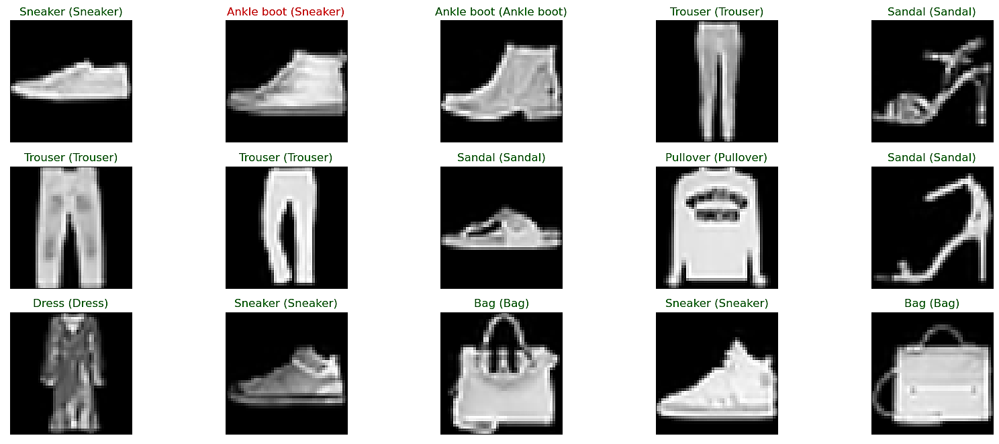 Sneaker (Sneaker)
Ankle boot (Sneaker)
Ankle boot (Ankle boot)
Trouser (Trouser)
Sandal (Sandal)
Trouser (Trouser)
Trouser (Trouser)
Sandal (Sandal)
Pullover (Pullover)
Sandal (Sandal)
Dress (Dress)
Sneaker (Sneaker)
Bag (Bag)
Sneaker (Sneaker)
Bag (Bag)